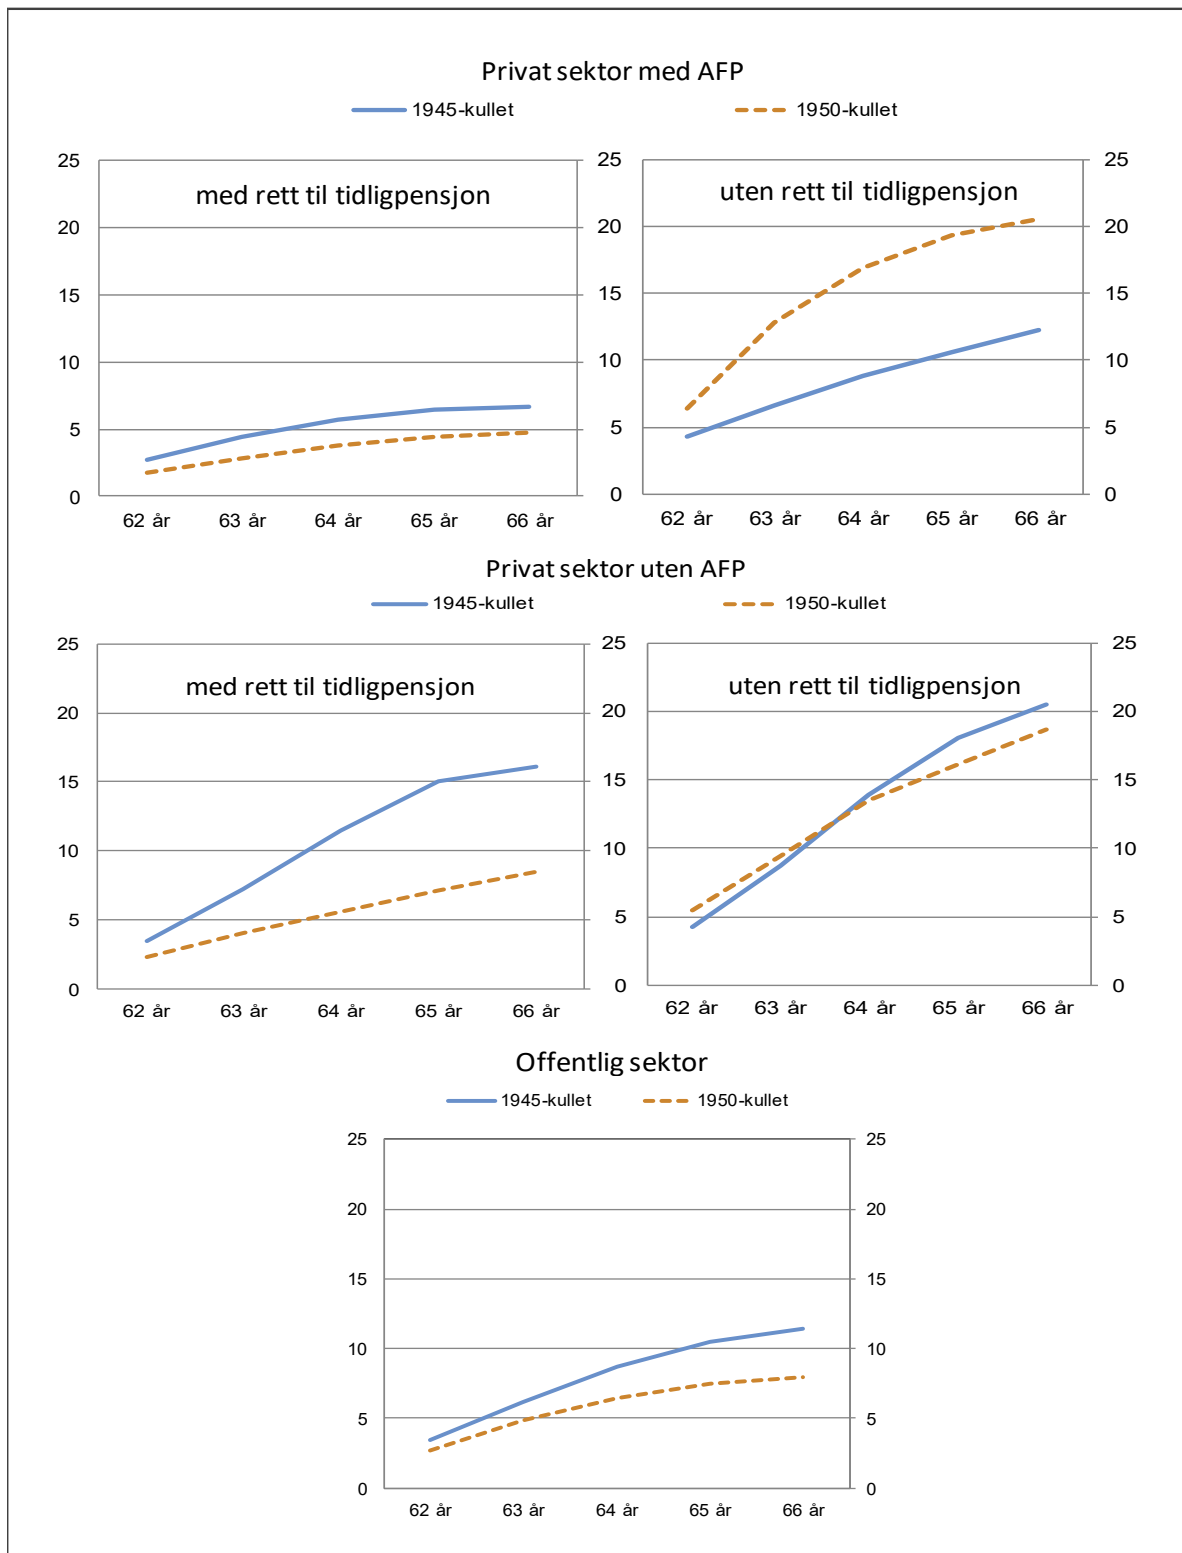 Privat sektor med AFP
1945-kullet 1950-kullet
med rett til tidligpensjon
25
20
15
10
5
0
62 år 63 år 64 år 65 år 66 år
uten rett til tidligpensjon
25 25
20 20
15 15
10 10
5 5
0 0
62 år 63 år 64 år 65 år 66 år
Privat sektor uten AFP
1945-kullet 1950-kullet
med rett til tidligpensjon
25
20
15
10
5
0
62 år 63 år 64 år 65 år 66 år
uten rett til tidligpensjon
25 25
20 20
15 15
10 10
5 5
0 0
62 år 63 år 64 år 65 år 66 år
Offentlig sektor
1945-kullet 1950-kullet
25 25
20 20
15 15
10 10
5 5
0 0
62 år 63 år 64 år 65 år 66 år